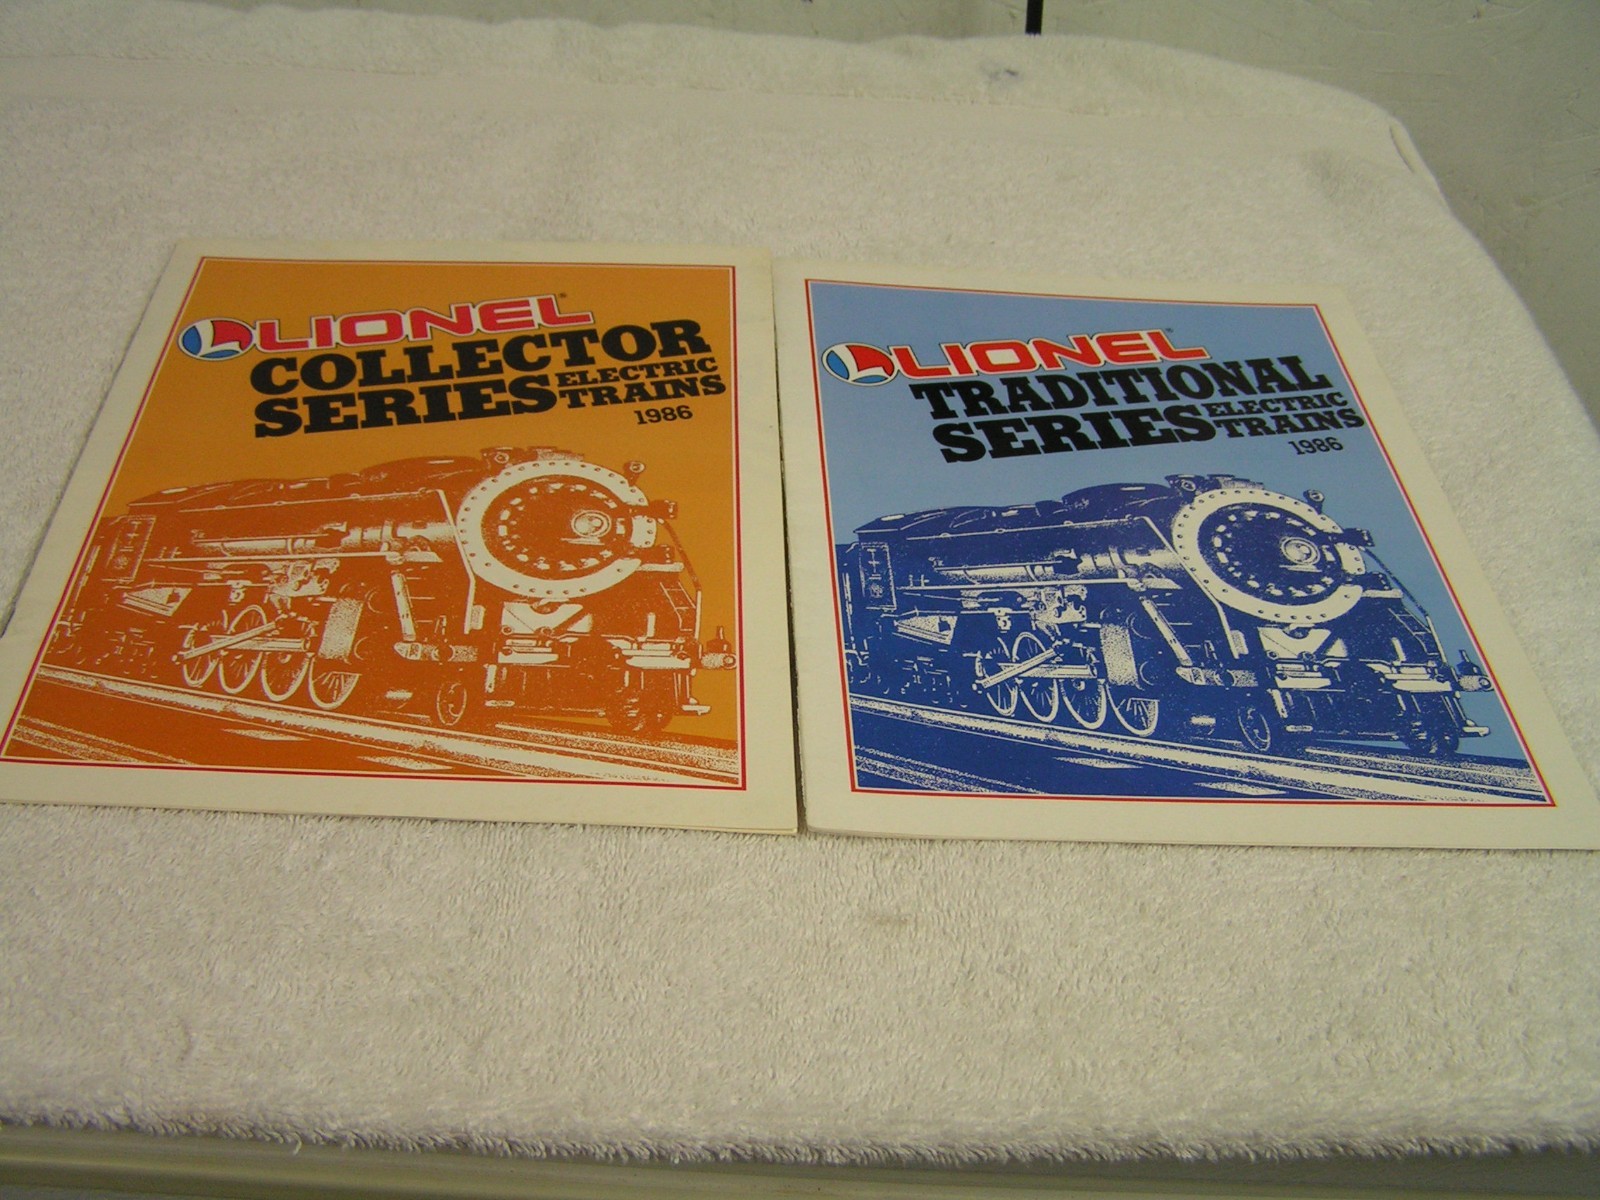 LIONEL
COLLECTOR
SERIES ELECTRIC TRAINS
1986
LIONEL
TRADITIONAL
SERIES ELECTRIC TRAINS
1986